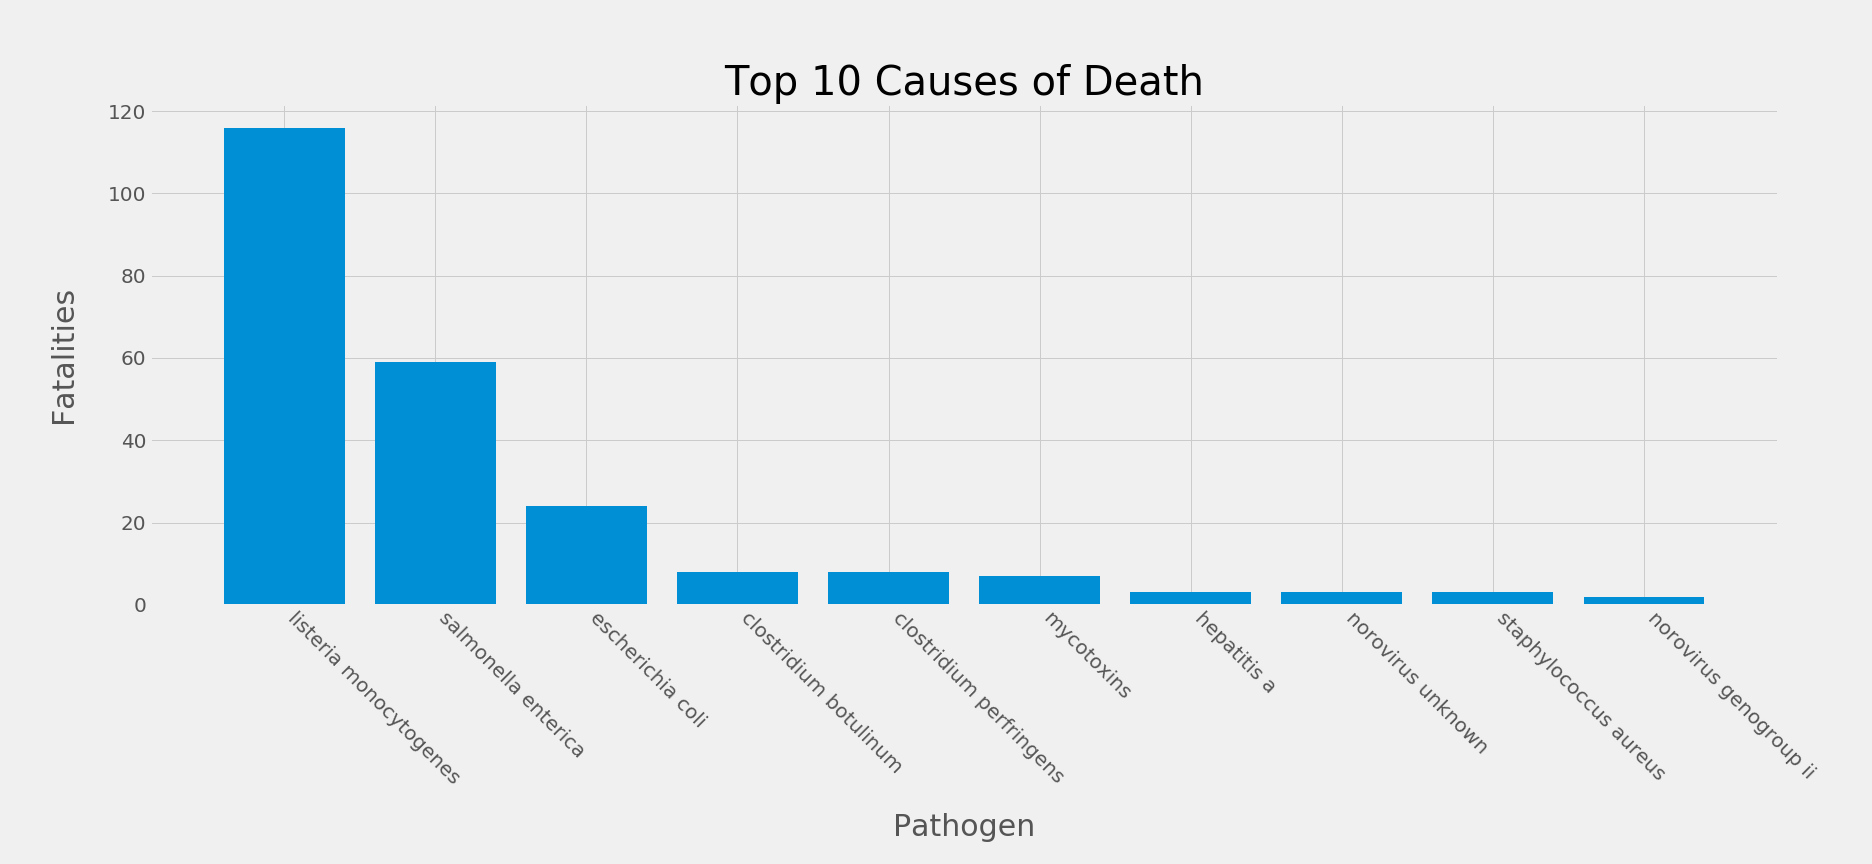 Top 10 Causes of Death
120
100
80
60
40
20
0
Fatalities
listeria monocytogenes
salmonella enterica
escherichia coli
clostridium botulinum
clostridium perfringens
mycotoxins
hepatitis a
norovirus unknown
staphylococcus aureus
norovirus genogroup ii
Pathogen